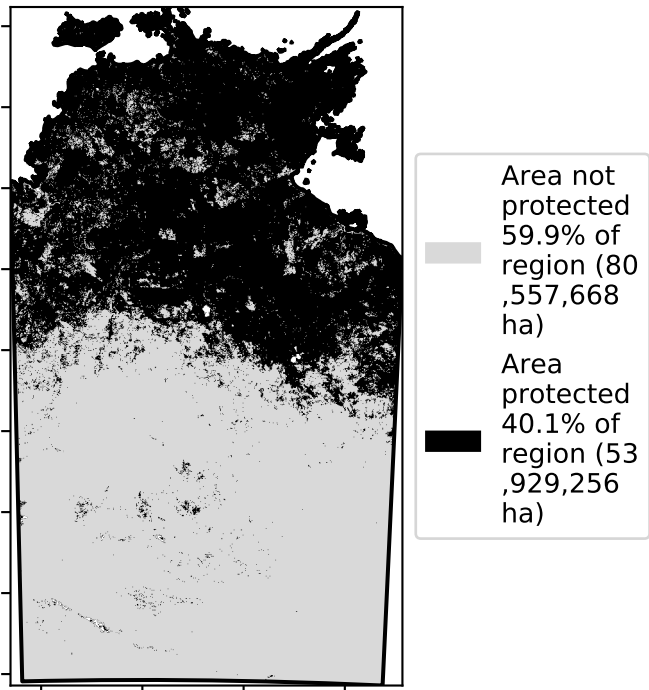 Area not
protected
59.9% of
region (80
,557,668
ha)
Area
protected
40.1% of
region (53
,929,256
ha)